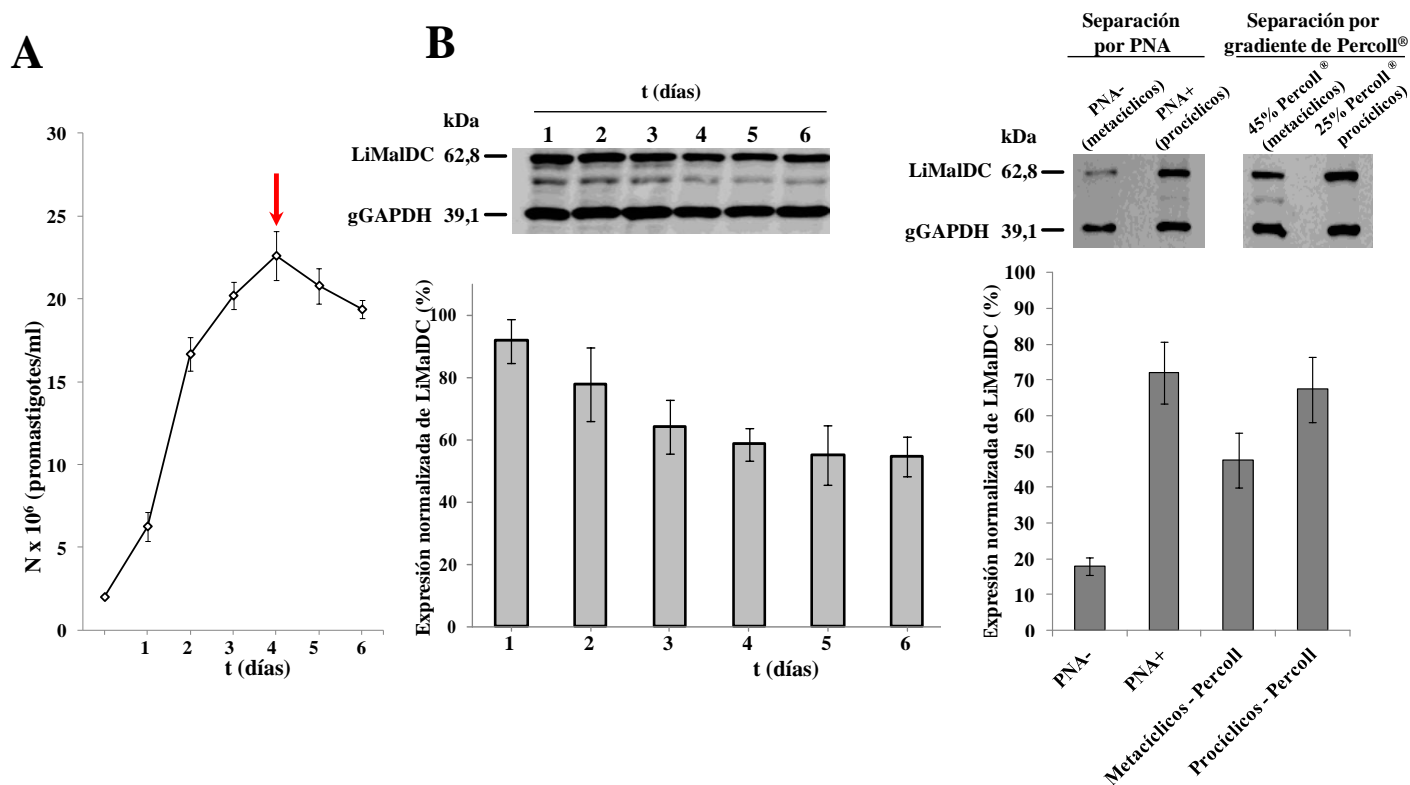 A
N x 10⁶ (promastigotes/ml)
30
25
20
15
10
5
0
1 2 3 4 5 6
t (días)
B
t (días)
kDa
1 2 3 4 5 6
LiMalDC 62,8
gGAPDH 39,1
Expresión normalizada de LiMalDC (%)
100
80
60
40
20
0
1 2 3 4 5 6
t (días)
Separación
por PNA
Separación por
gradiente de Percoll®
PNA-
(metacíclicos)
PNA+
(procíclicos)
45% Percoll ®
(metacíclicos)
25% Percoll ®
procíclicos)
kDa
LiMalDC 62,8
gGAPDH 39,1
Expresión normalizada de LiMalDC (%)
100
90
80
70
60
50
40
30
20
10
0
PNA-
PNA+
Metacíclicos - Percoll
Procíclicos - Percoll